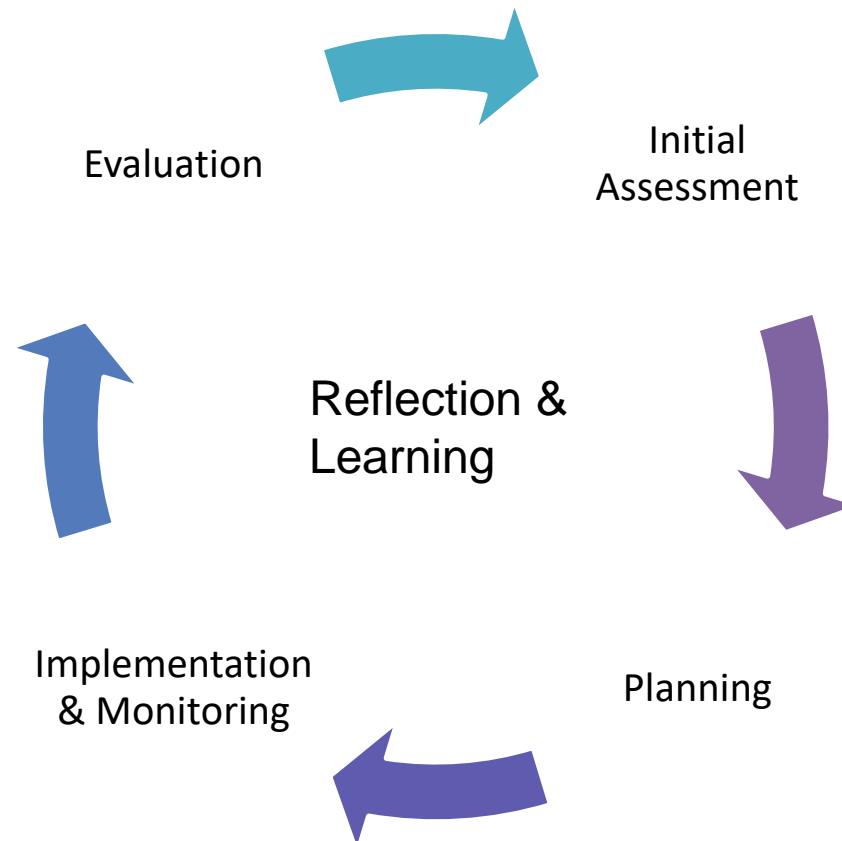 Evaluation
Initial
Assessment
Reflection &
Learning
Implementation
& Monitoring
Planning